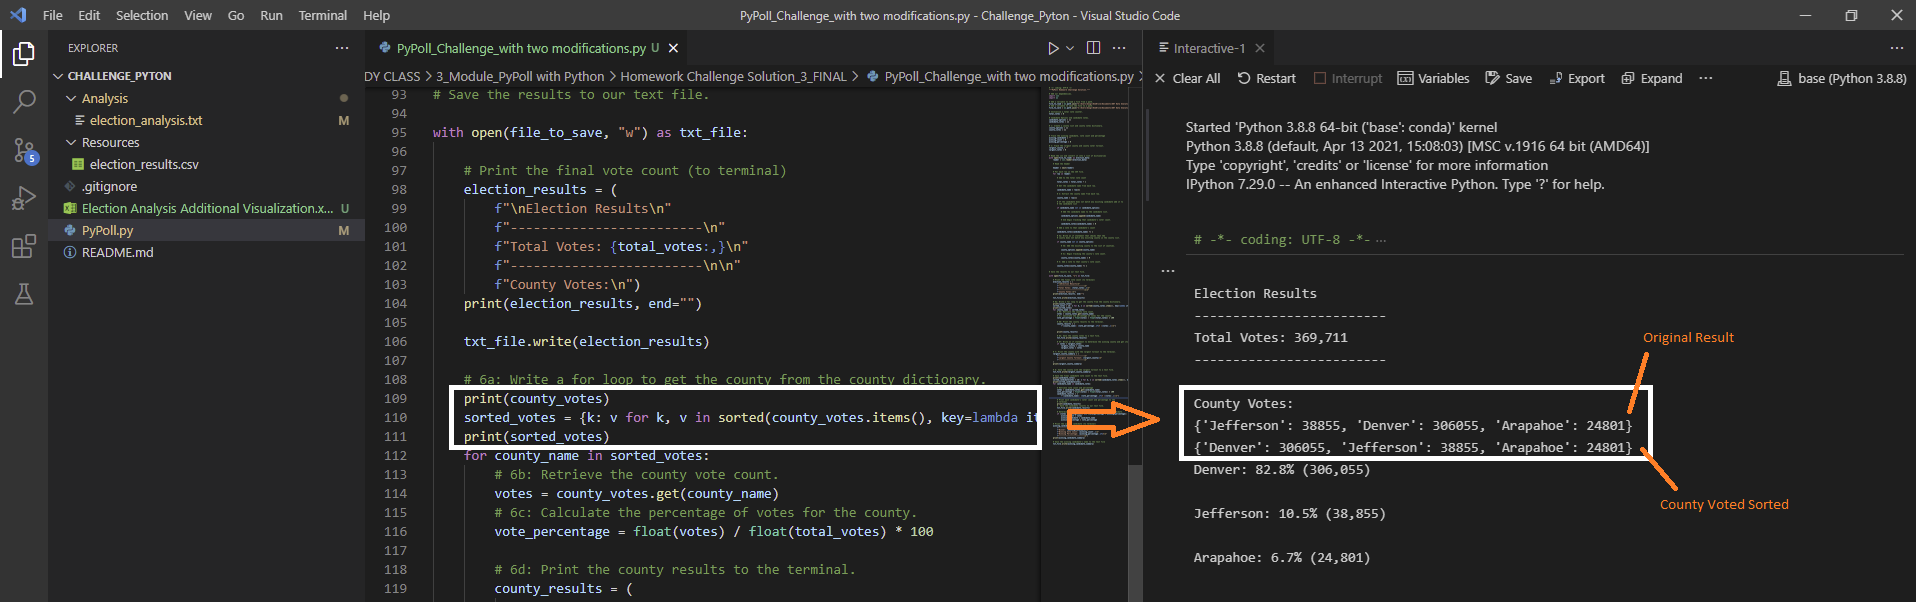 File Edit Selection View Go Run Terminal Help
PyPoll_Challenge_with two modifications.py - Challenge_Pyton - Visual Studio Code
EXPLORER
CHALLENGE_PYTON
Analysis
election_analysis.txt M
Resources
election_results.csv
.gitignore
Election Analysis Additional Visualization.x... U
PyPoll.py M
README.md
5
PyPoll_Challenge_with two modifications.py U
DY CLASS > 3_Module_PyPoll with Python > Homework Challenge Solution_3_FINAL > PyPoll_Challenge_with two modifications.py >
93 # Save the results to our text file.
94
95 with open(file_to_save, "w") as txt_file:
96
97 # Print the final vote count (to terminal)
98 election_results = (
99 f"\nElection Results\n"
100 f"-------------------------\n"
101 f"Total Votes: {total_votes:,}\n"
102 f"-------------------------\n\n"
103 f"County Votes:\n")
104 print(election_results, end="")
105
106 txt_file.write(election_results)
107
108 # 6a: Write a for loop to get the county from the county dictionary.
109 print(county_votes)
110 sorted_votes = {k: v for k, v in sorted(county_votes.items(), key=lambda it
111 print(sorted_votes)
112 for county_name in sorted_votes:
113 # 6b: Retrieve the county vote count.
114 votes = county_votes.get(county_name)
115 # 6c: Calculate the percentage of votes for the county.
116 vote_percentage = float(votes) / float(total_votes) * 100
117
118 # 6d: Print the county results to the terminal.
119 county_results = (
Interactive-1
Clear All Restart Interrupt Variables Save Export Expand ... base (Python 3.8.8)
Started 'Python 3.8.8 64-bit ('base': conda)' kernel
Python 3.8.8 (default, Apr 13 2021, 15:08:03) [MSC v.1916 64 bit (AMD64)]
Type 'copyright', 'credits' or 'license' for more information
IPython 7.29.0 -- An enhanced Interactive Python. Type '?' for help.
# -*- coding: UTF-8 -*- ...
Election Results
-------------------------
Total Votes: 369,711
-------------------------
Original Result
County Votes:
{'Jefferson': 38855, 'Denver': 306055, 'Arapahoe': 24801}
{'Denver': 306055, 'Jefferson': 38855, 'Arapahoe': 24801}
Denver: 82.8% (306,055)
County Voted Sorted
Jefferson: 10.5% (38,855)
Arapahoe: 6.7% (24,801)